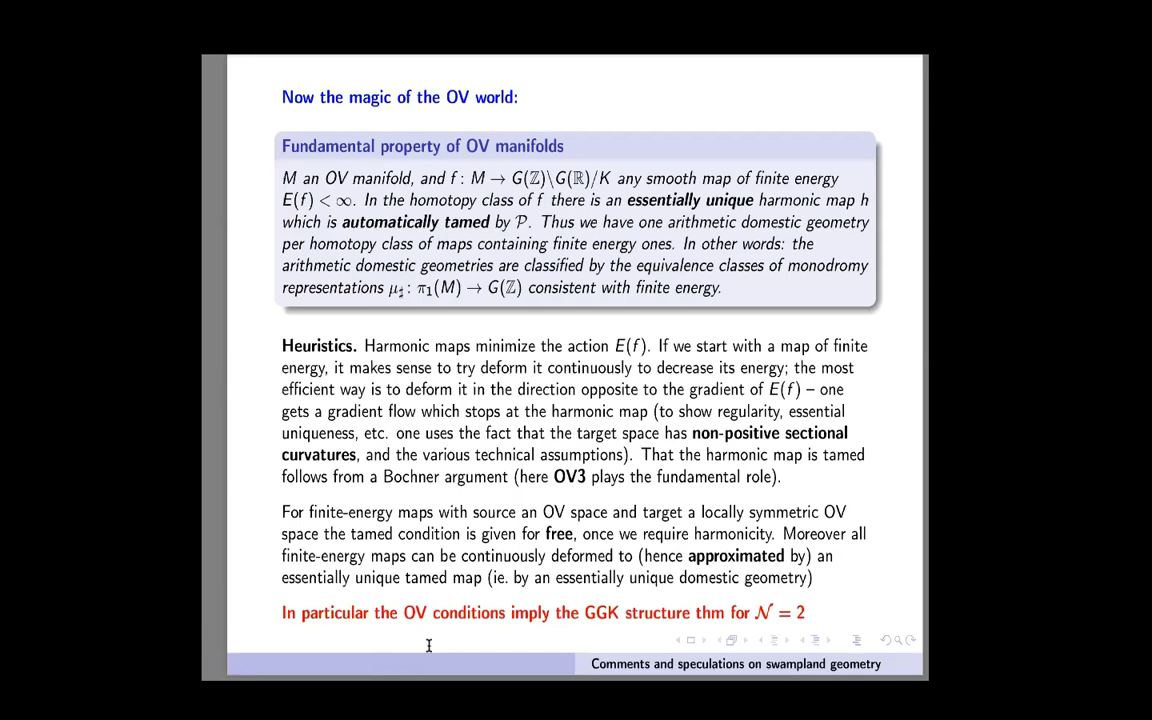 Now the magic of the OV world:
Fundamental property of OV manifolds
M an OV manifold, and f : M → G(ℤ)\G(ℝ)/K any smooth map of finite energy
E(f) < ∞. In the homotopy class of f there is an essentially unique harmonic map h
which is automatically tamed by 𝒫. Thus we have one arithmetic domestic geometry
per homotopy class of maps containing finite energy ones. In other words: the
arithmetic domestic geometries are classified by the equivalence classes of monodromy
representations μ♮ : π₁(M) → G(ℤ) consistent with finite energy.
Heuristics. Harmonic maps minimize the action E(f). If we start with a map of finite
energy, it makes sense to try deform it continuously to decrease its energy; the most
efficient way is to deform it in the direction opposite to the gradient of E(f) – one
gets a gradient flow which stops at the harmonic map (to show regularity, essential
uniqueness, etc. one uses the fact that the target space has non-positive sectional
curvatures, and the various technical assumptions). That the harmonic map is tamed
follows from a Bochner argument (here OV3 plays the fundamental role).
For finite-energy maps with source an OV space and target a locally symmetric OV
space the tamed condition is given for free, once we require harmonicity. Moreover all
finite-energy maps can be continuously deformed to (hence approximated by) an
essentially unique tamed map (ie. by an essentially unique domestic geometry)
In particular the OV conditions imply the GGK structure thm for 𝒩 = 2
Comments and speculations on swampland geometry